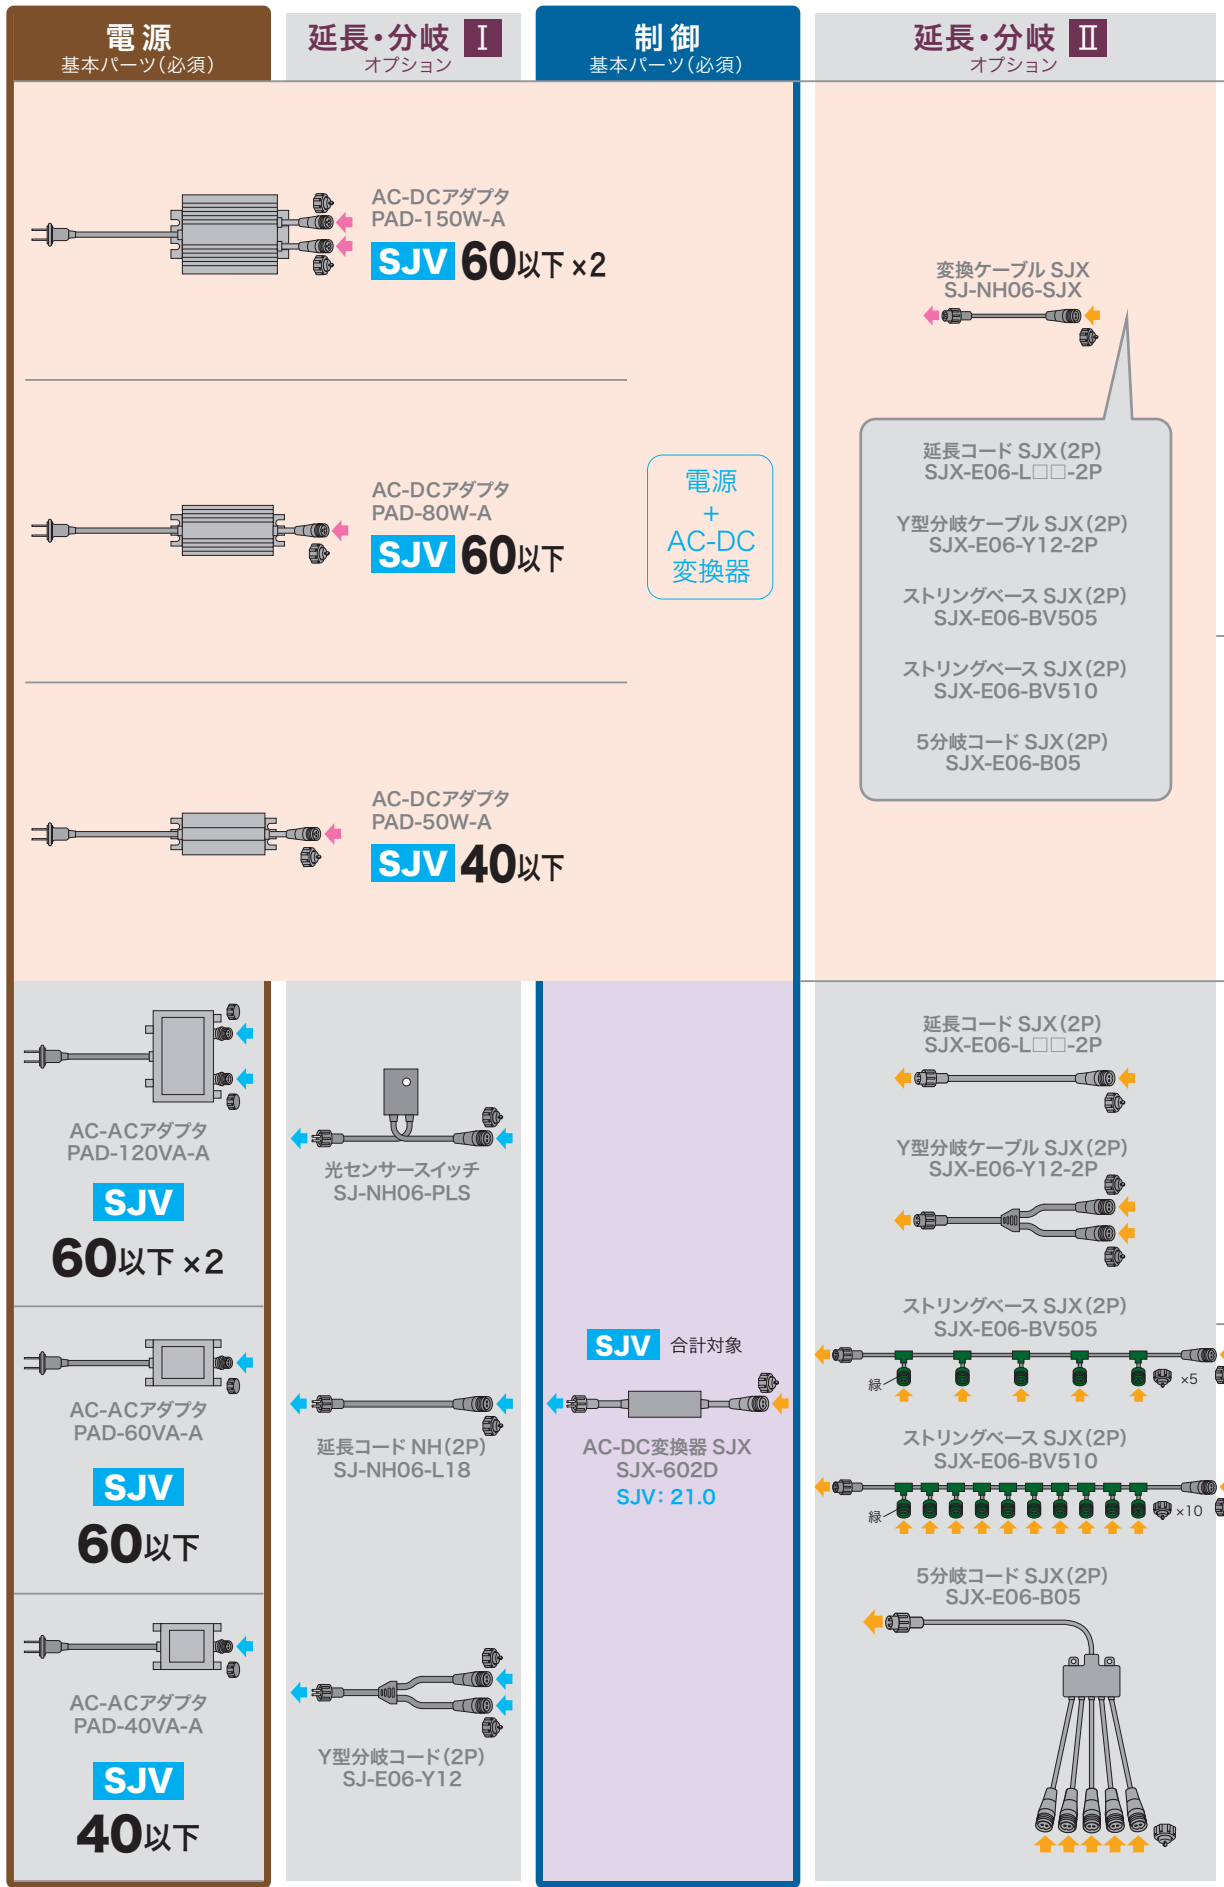 電源
基本パーツ(必須)
延長・分岐 Ⅰ
オプション
制御
基本パーツ(必須)
延長・分岐 Ⅱ
オプション
AC-DCアダプタ
PAD-150W-A
SJV 60以下 ×2
AC-DCアダプタ
PAD-80W-A
SJV 60以下
AC-DCアダプタ
PAD-50W-A
SJV 40以下
電源
+
AC-DC
変換器
変換ケーブル SJX
SJ-NH06-SJX
延長コード SJX(2P)
SJX-E06-L□□-2P
Y型分岐ケーブル SJX(2P)
SJX-E06-Y12-2P
ストリングベース SJX(2P)
SJX-E06-BV505
ストリングベース SJX(2P)
SJX-E06-BV510
5分岐コード SJX(2P)
SJX-E06-B05
AC-ACアダプタ
PAD-120VA-A
SJV
60以下 ×2
AC-ACアダプタ
PAD-60VA-A
SJV
60以下
AC-ACアダプタ
PAD-40VA-A
SJV
40以下
光センサースイッチ
SJ-NH06-PLS
延長コード NH(2P)
SJ-NH06-L18
Y型分岐コード(2P)
SJ-E06-Y12
SJV 合計対象
AC-DC変換器 SJX
SJX-602D
SJV: 21.0
延長コード SJX(2P)
SJX-E06-L□□-2P
Y型分岐ケーブル SJX(2P)
SJX-E06-Y12-2P
ストリングベース SJX(2P)
SJX-E06-BV505
緑
×5
ストリングベース SJX(2P)
SJX-E06-BV510
緑
×10
5分岐コード SJX(2P)
SJX-E06-B05